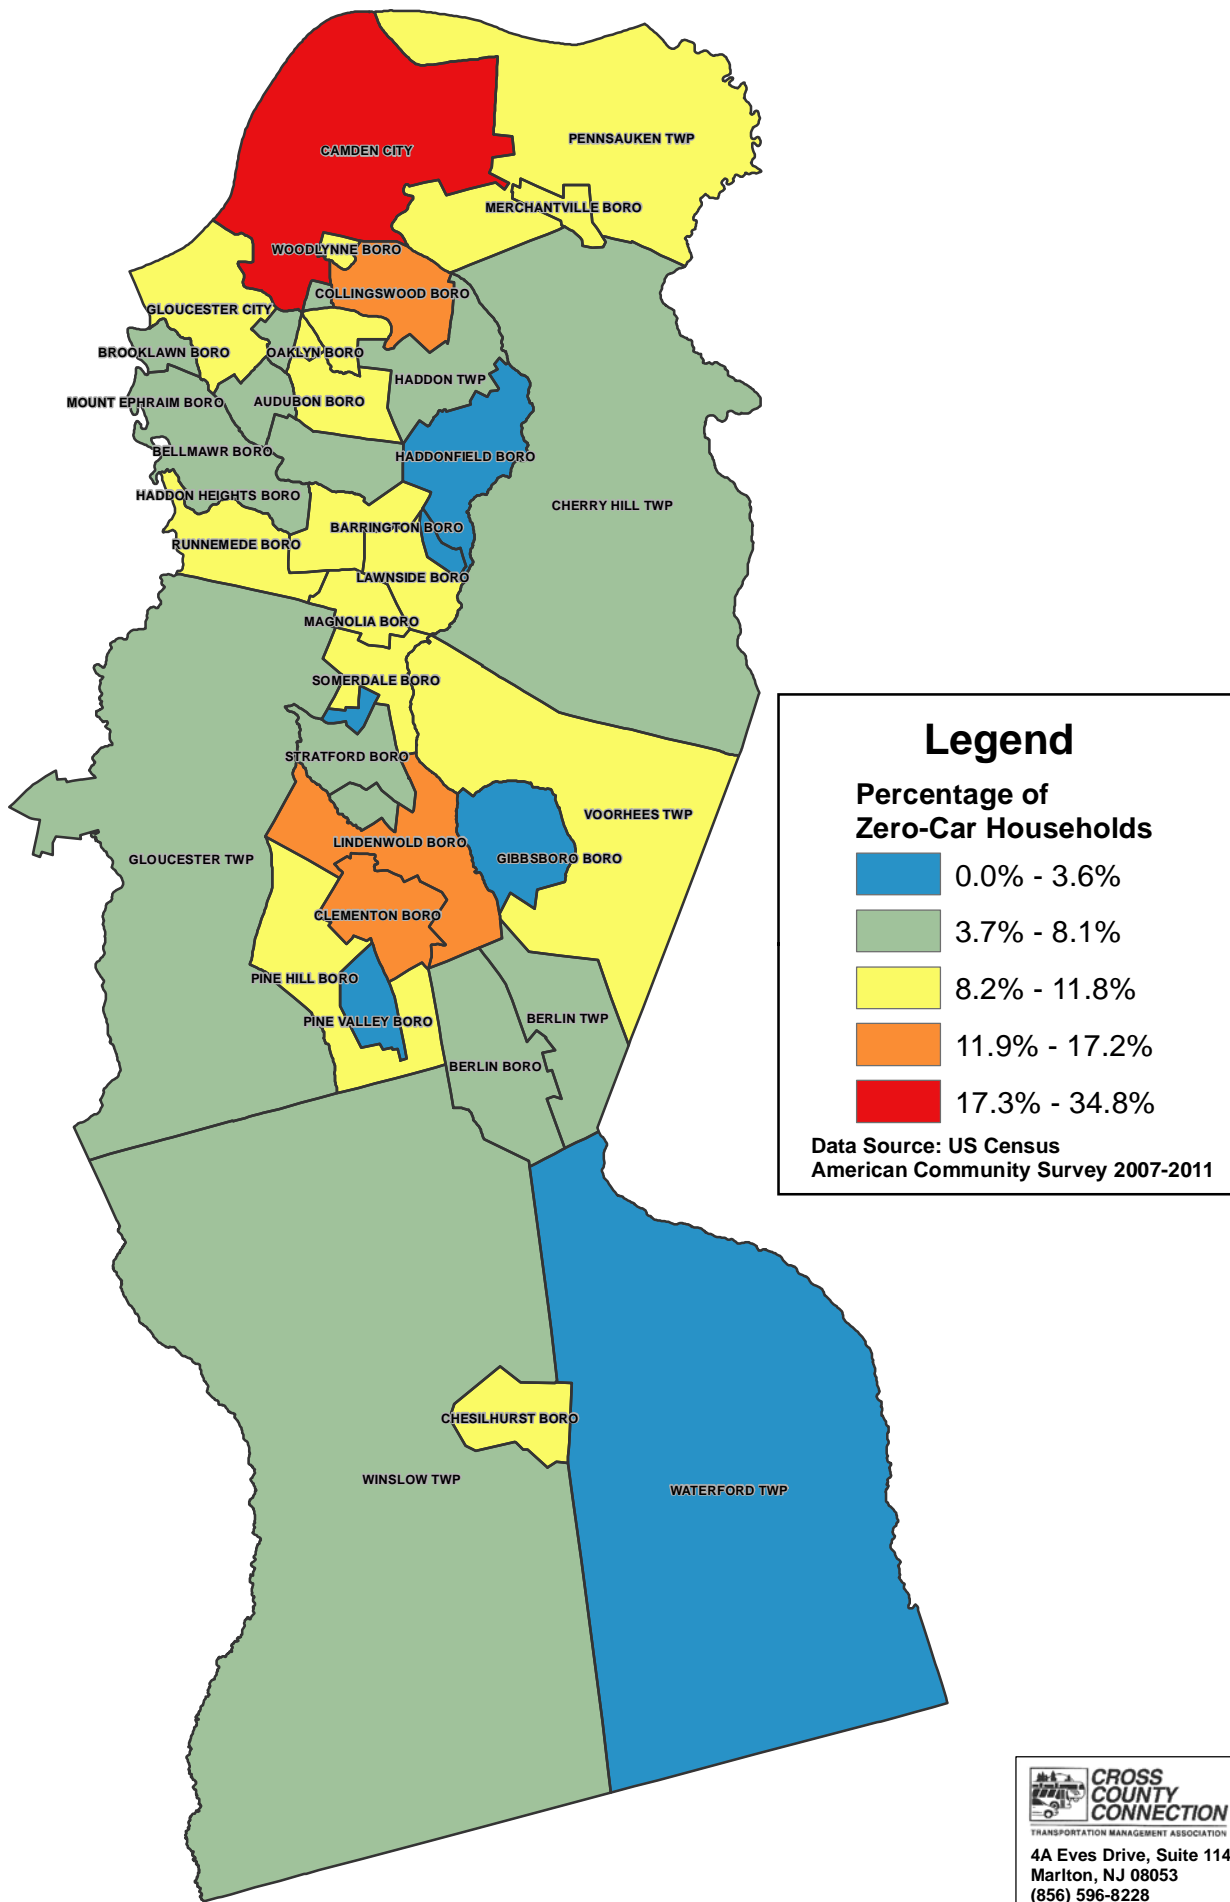 PENNSAUKEN TWP
CAMDEN CITY
MERCHANTVILLE BORO
WOODLYNNE BORO
COLLINGSWOOD BORO
GLOUCESTER CITY
BROOKLAWN BORO
OAKLYN BORO
HADDON TWP
MOUNT EPHRAIM BORO
AUDUBON BORO
BELLMAWR BORO
HADDONFIELD BORO
HADDON HEIGHTS BORO
CHERRY HILL TWP
BARRINGTON BORO
RUNNEMEDE BORO
LAWNSIDE BORO
MAGNOLIA BORO
SOMERDALE BORO
STRATFORD BORO
VOORHEES TWP
LINDENWOLD BORO
GLOUCESTER TWP
GIBBSBORO BORO
CLEMENTON BORO
PINE HILL BORO
PINE VALLEY BORO
BERLIN TWP
BERLIN BORO
CHESILHURST BORO
WINSLOW TWP
WATERFORD TWP
Legend
Percentage of
Zero-Car Households
0.0% - 3.6%
3.7% - 8.1%
8.2% - 11.8%
11.9% - 17.2%
17.3% - 34.8%
Data Source: US Census
American Community Survey 2007-2011
CROSS
COUNTY
CONNECTION
TRANSPORTATION MANAGEMENT ASSOCIATION
4A Eves Drive, Suite 114
Marlton, NJ 08053
(856) 596-8228